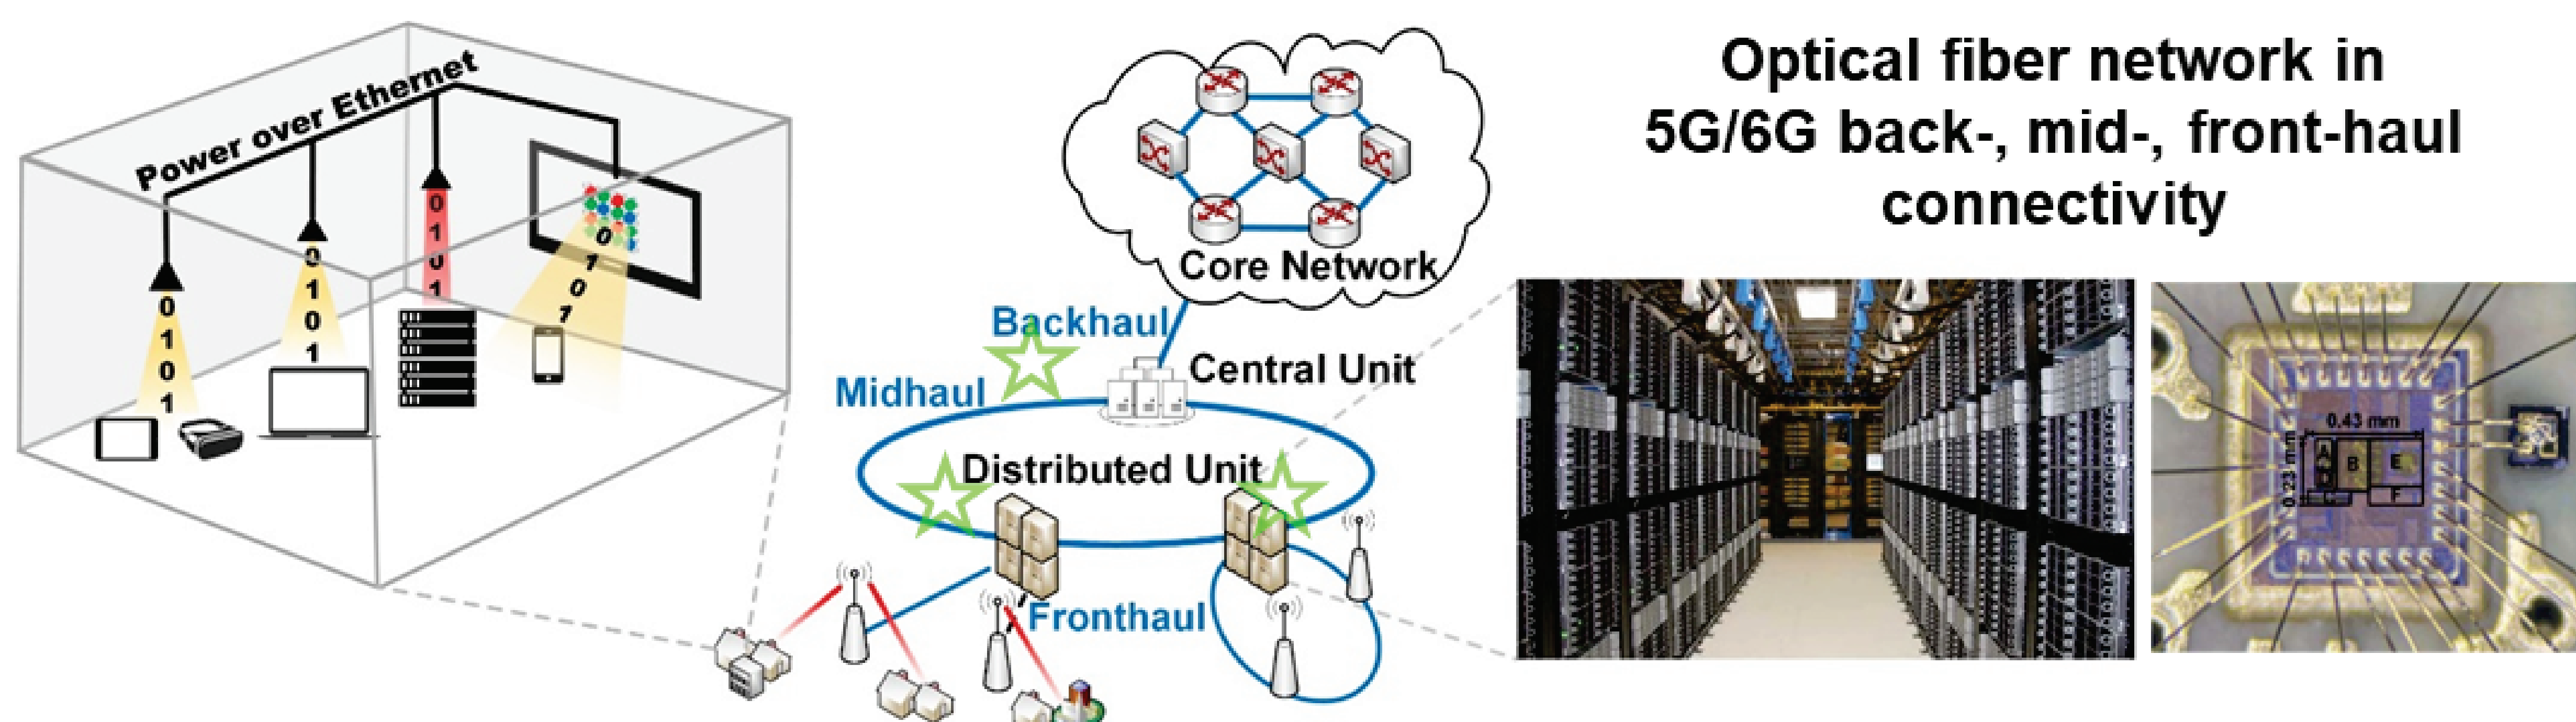 Power over Ethernet
0
1
0
1
0
1
0
1
0
1
0
1
0
1
0
1
Core Network
Backhaul
Central Unit
Midhaul
Distributed Unit
Fronthaul
Optical fiber network in
5G/6G back-, mid-, front-haul
connectivity
0.43 mm
0.23 mm
A
B
E
C
F